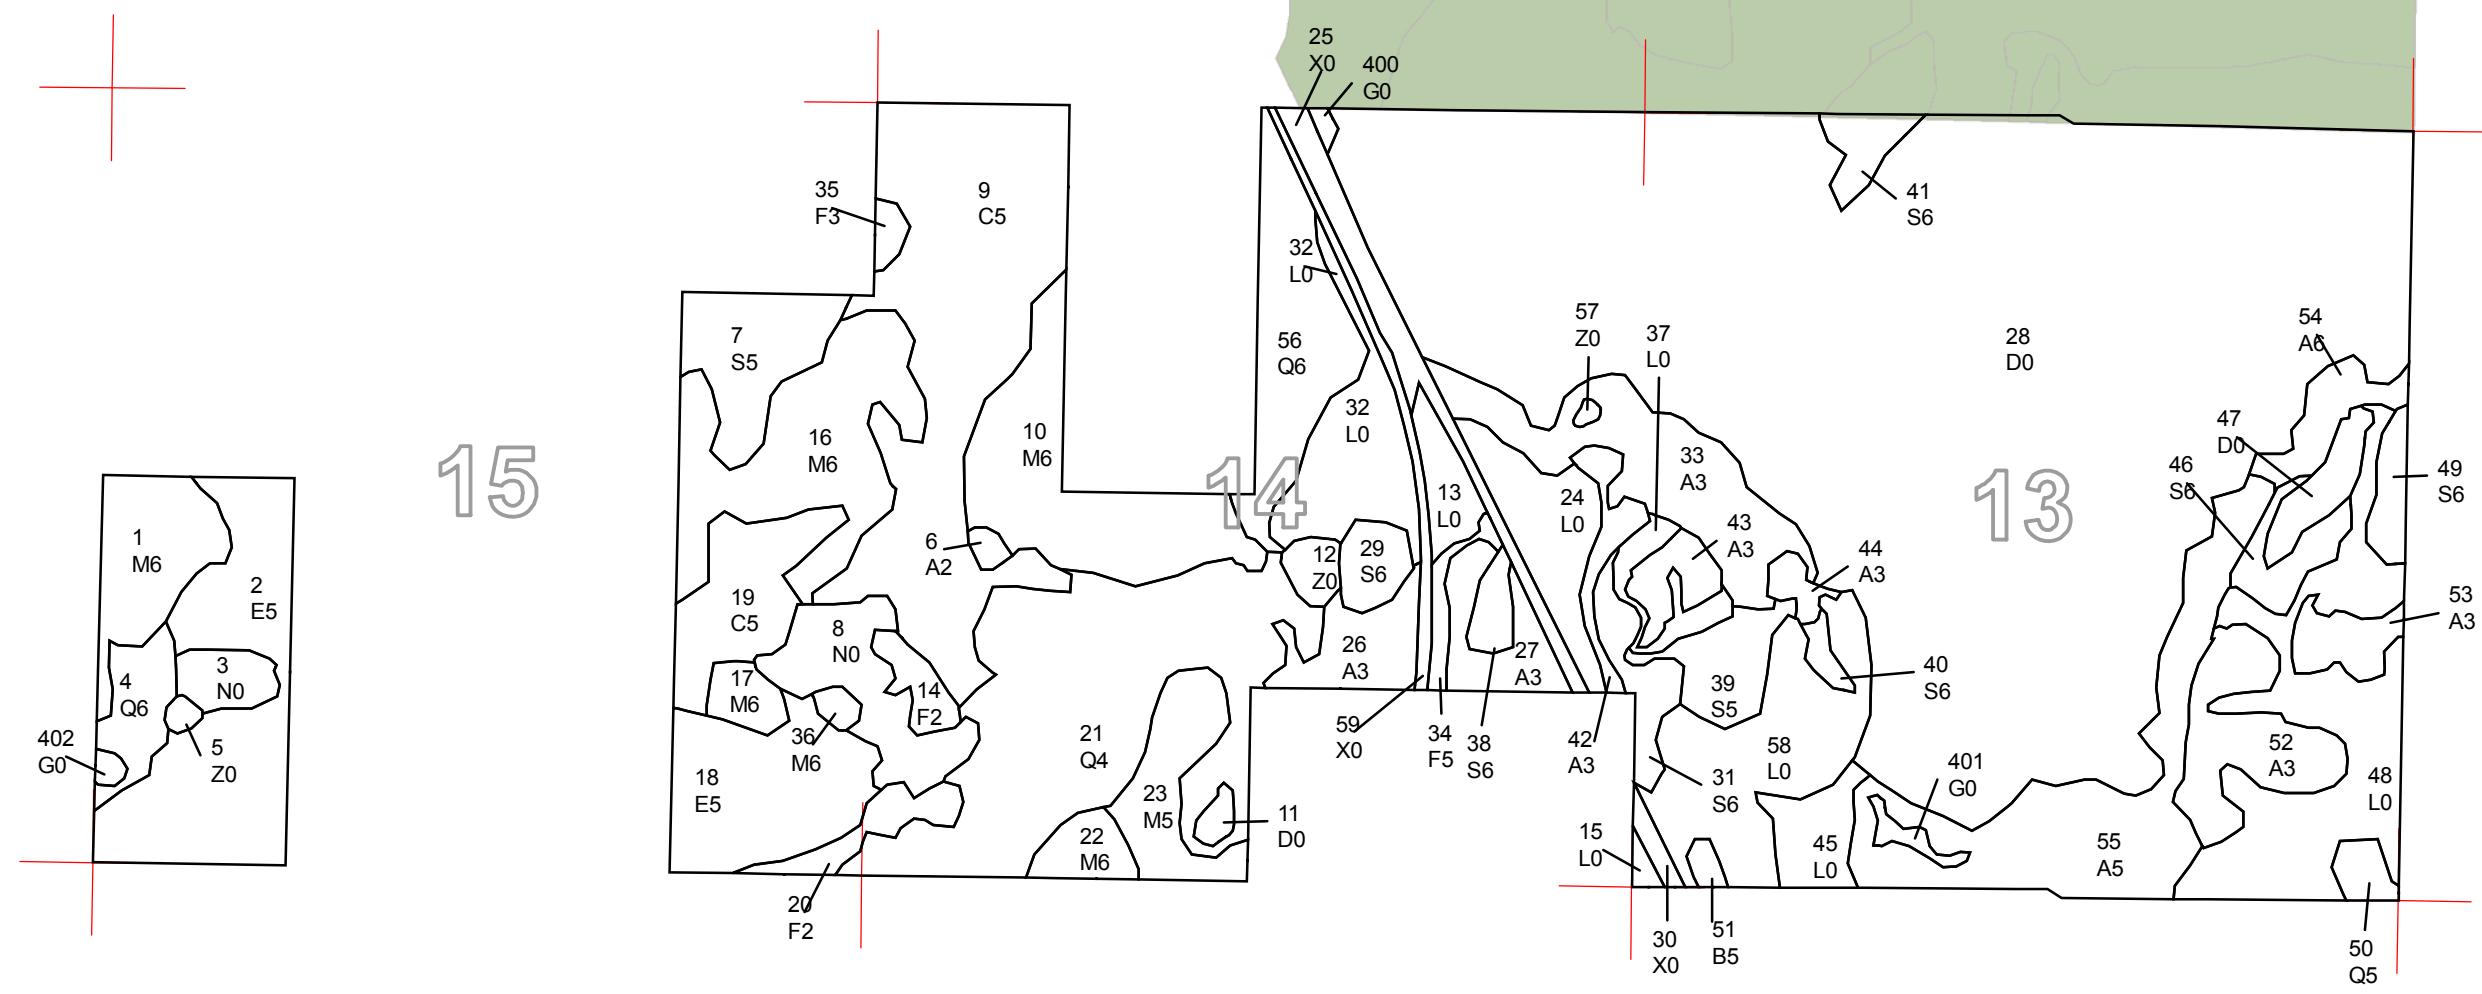 25
X0
400
G0
35
F3
9
C5
41
S6
32
L0
7
S5
56
Q6
57
Z0
37
L0
28
D0
54
A6
16
M6
10
M6
32
L0
33
A3
47
D0
46
S6
49
S6
15
14
13
13
L0
24
L0
1
M6
6
A2
12
Z0
29
S6
43
A3
44
A3
2
E5
19
C5
8
N0
53
A3
3
N0
4
Q6
17
M6
14
F2
26
A3
27
A3
39
S5
40
S6
402
G0
5
Z0
36
M6
21
Q4
59
X0
34
F5
38
S6
42
A3
58
L0
31
S6
401
G0
52
A3
48
L0
18
E5
23
M5
11
D0
22
M6
15
L0
45
L0
55
A5
20
F2
30
X0
51
B5
50
Q5